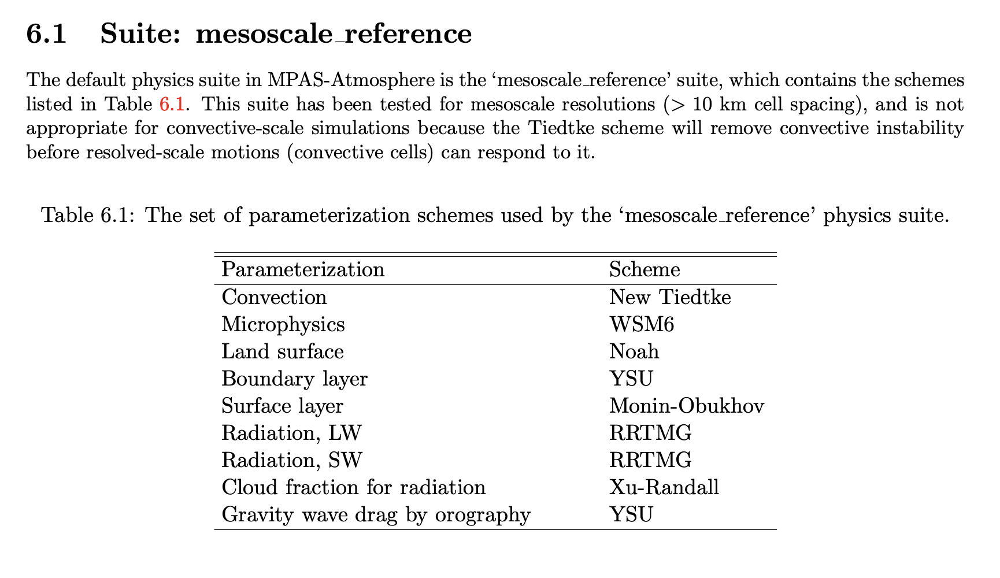 6.1 Suite: mesoscale_reference
The default physics suite in MPAS-Atmosphere is the ‘mesoscale_reference’ suite, which contains the schemes
listed in Table 6.1. This suite has been tested for mesoscale resolutions (> 10 km cell spacing), and is not
appropriate for convective-scale simulations because the Tiedtke scheme will remove convective instability
before resolved-scale motions (convective cells) can respond to it.
Table 6.1: The set of parameterization schemes used by the ‘mesoscale_reference’ physics suite.
Parameterization Scheme
Convection New Tiedtke
Microphysics WSM6
Land surface Noah
Boundary layer YSU
Surface layer Monin-Obukhov
Radiation, LW RRTMG
Radiation, SW RRTMG
Cloud fraction for radiation Xu-Randall
Gravity wave drag by orography YSU